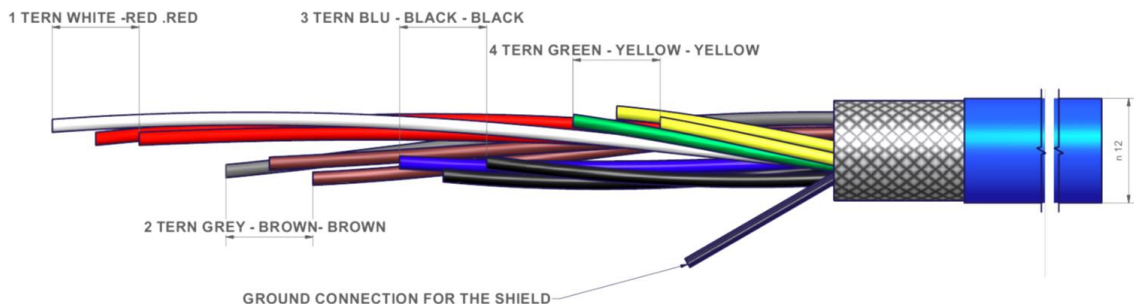 1 TERN WHITE -RED .RED
3 TERN BLU - BLACK - BLACK
4 TERN GREEN - YELLOW - YELLOW
n 12
2 TERN GREY - BROWN- BROWN
GROUND CONNECTION FOR THE SHIELD